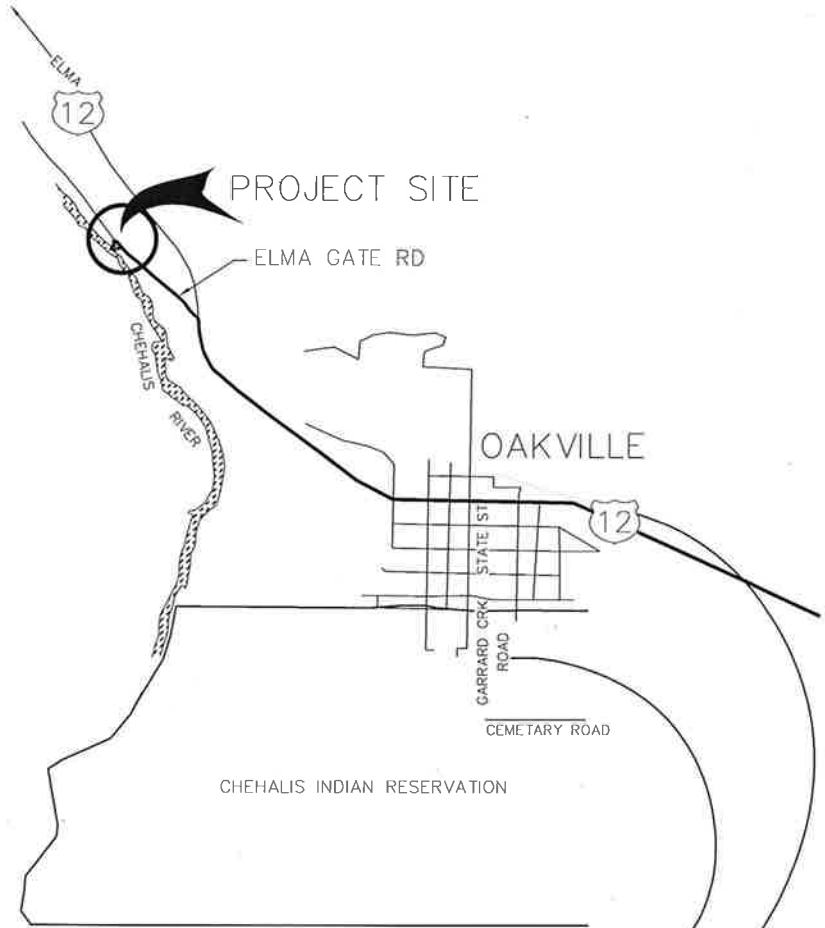 ELMA
12
PROJECT SITE
ELMA GATE RD
CHEHALIS
RIVER
OAKVILLE
12
STATE ST
GARRARD CRK
ROAD
CEMETARY ROAD
CHEHALIS INDIAN RESERVATION